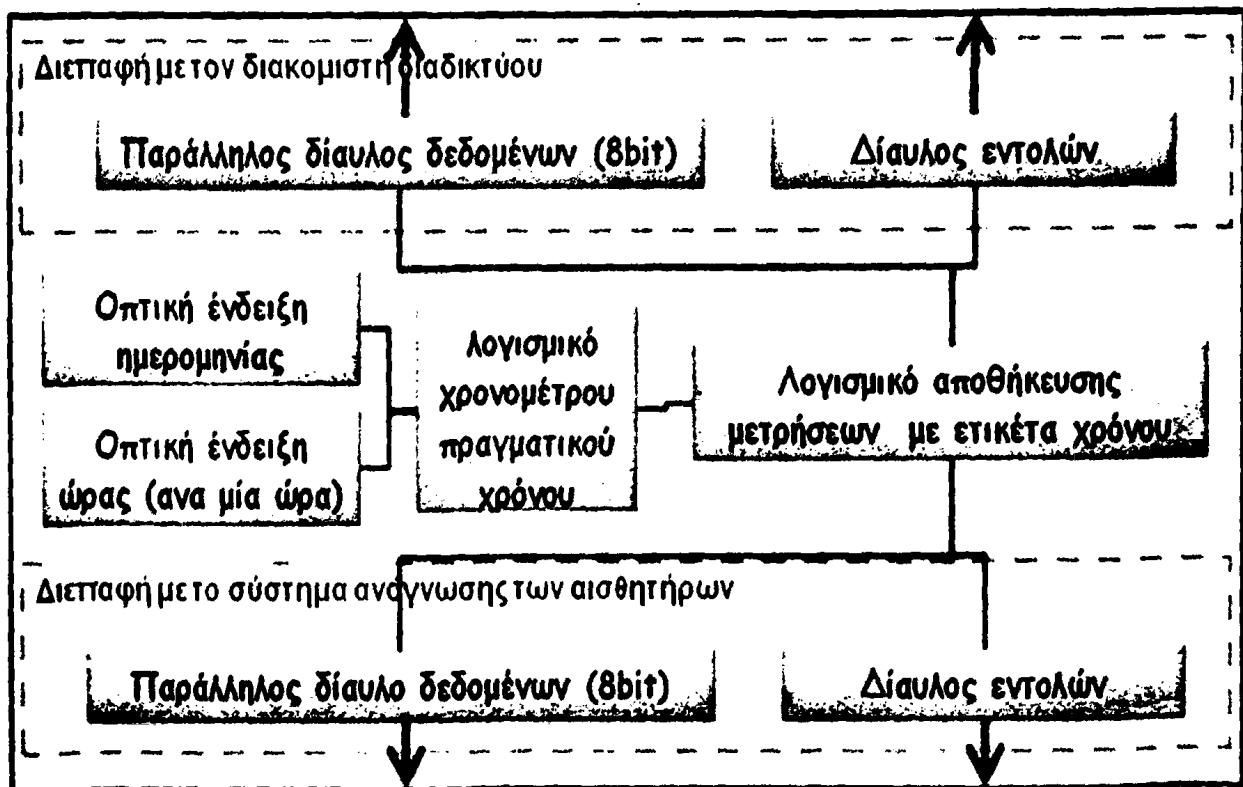 Διεπαφή με τον διακομιστή διαδικτύου
Παράλληλος δίαυλος δεδομένων (8bit)
Δίαυλος εντολών
Οπτική ένδειξη
ημερομηνίας
Οπτική ένδειξη
ώρας (ανα μία ώρα)
λογισμικό
χρονομέτρου
πραγματικού
χρόνου
Λογισμικό αποθήκευσης
μετρήσεων με ετικέτα χρόνου
Διεπαφή με το σύστημα ανάγνωσης των αισθητήρων
Παράλληλος δίαυλο δεδομένων (8bit)
Δίαυλος εντολών